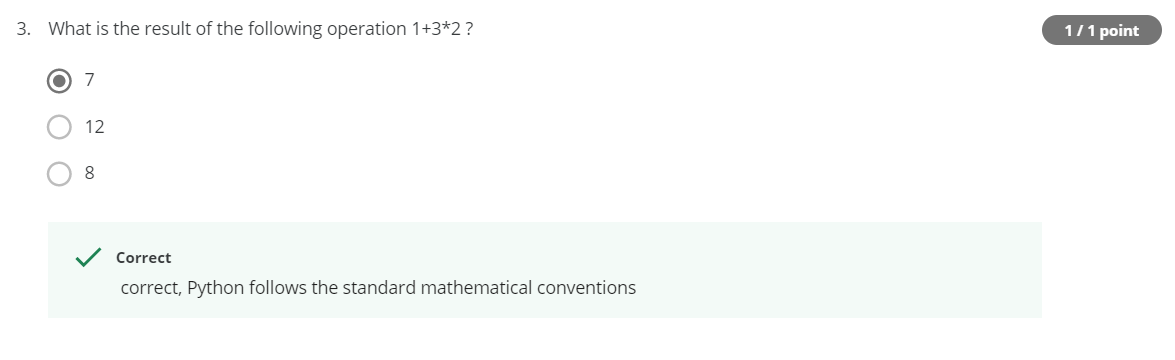 3. What is the result of the following operation 1+3*2 ?
1 / 1 point
7
12
8
Correct
correct, Python follows the standard mathematical conventions